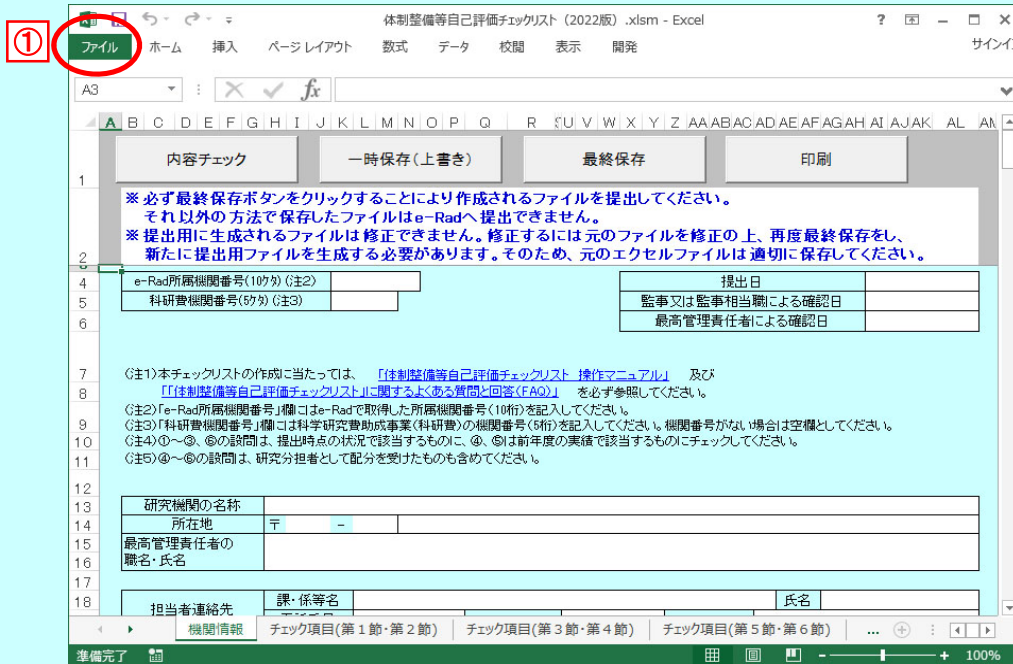 体制整備等自己評価チェックリスト（2022版）.xlsm - Excel
?
①
ファイル ホーム 挿入 ページ レイアウト 数式 データ 校閲 表示 開発 サインイン
A3 fx
A B C D E F G H I J K L M N O P Q R U V W X Y Z AA AB AC AD AE AF AG AH AI AJ AK AL AM
内容チェック 一時保存（上書き） 最終保存 印刷
1
※必ず最終保存ボタンをクリックすることにより作成されるファイルを提出してください。
それ以外の方法で保存したファイルはe-Radへ提出できません。
※提出用に生成されるファイルは修正できません。修正するには元のファイルを修正の上、再度最終保存をし、
2 新たに提出用ファイルを生成する必要があります。そのため、元のエクセルファイルは適切に保存してください。
4 e-Rad所属機関番号(10ケタ)（注2） 提出日
5 科研費機関番号(5ケタ)（注3） 監事又は監事相当職による確認日
6 最高管理責任者による確認日
7 （注1）本チェックリストの作成に当たっては、 「体制整備等自己評価チェックリスト 操作マニュアル」 及び
8 「「体制整備等自己評価チェックリスト」に関するよくある質問と回答（FAQ）」 を必ず参照してください。
（注2）「e-Rad所属機関番号」欄にはe-Radで取得した所属機関番号（10桁）を記入してください。
9 （注3）「科研費機関番号」欄には科学研究費助成事業（科研費）の機関番号（5桁）を記入してください。機関番号がない場合は空欄としてください。
10 （注4）①～③、⑥の設問は、提出時点の状況で該当するものに、④、⑤は前年度の実績で該当するものにチェックしてください。
11 （注5）④～⑥の設問は、研究分担者として配分を受けたものも含めてください。
12
13 研究機関の名称
14 所在地 〒 -
15 最高管理責任者の
16 職名・氏名
17
18 担当者連絡先 課・係等名 氏名
機関情報 チェック項目(第１節・第２節) チェック項目(第３節・第４節) チェック項目(第５節・第６節) ...
準備完了 100%